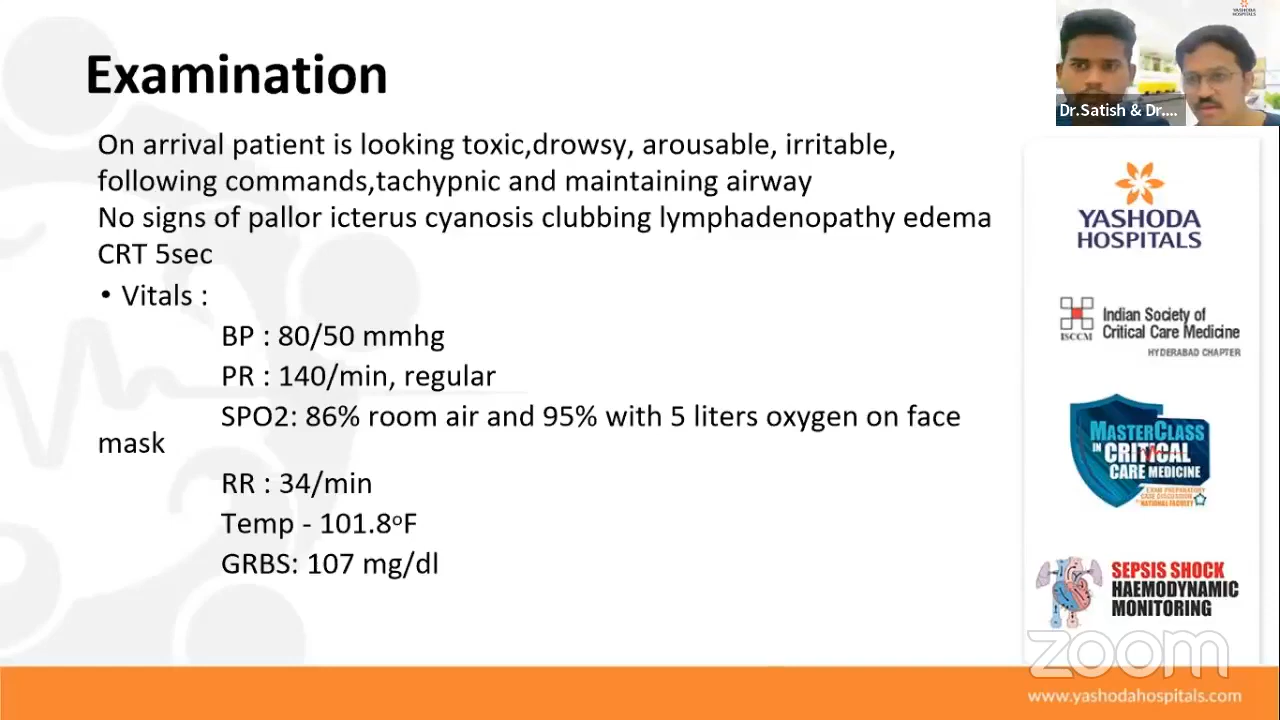 YASHODA
HOSPITALS
Examination
Dr.Satish & Dr....
On arrival patient is looking toxic,drowsy, arousable, irritable,
following commands,tachypnic and maintaining airway
No signs of pallor icterus cyanosis clubbing lymphadenopathy edema
CRT 5sec
• Vitals :
BP : 80/50 mmhg
PR : 140/min, regular
SPO2: 86% room air and 95% with 5 liters oxygen on face
mask
RR : 34/min
Temp - 101.8ºF
GRBS: 107 mg/dl
YASHODA
HOSPITALS
ISCCM
Indian Society of
Critical Care Medicine
HYDERABAD CHAPTER
MASTERCLASS
IN CRITICAL
CARE MEDICINE
EXAM PREPARATORY
CASE DISCUSSION
NATIONAL FACULTY
SEPSIS SHOCK
HAEMODYNAMIC
MONITORING
zoom
www.yashodahospitals.com